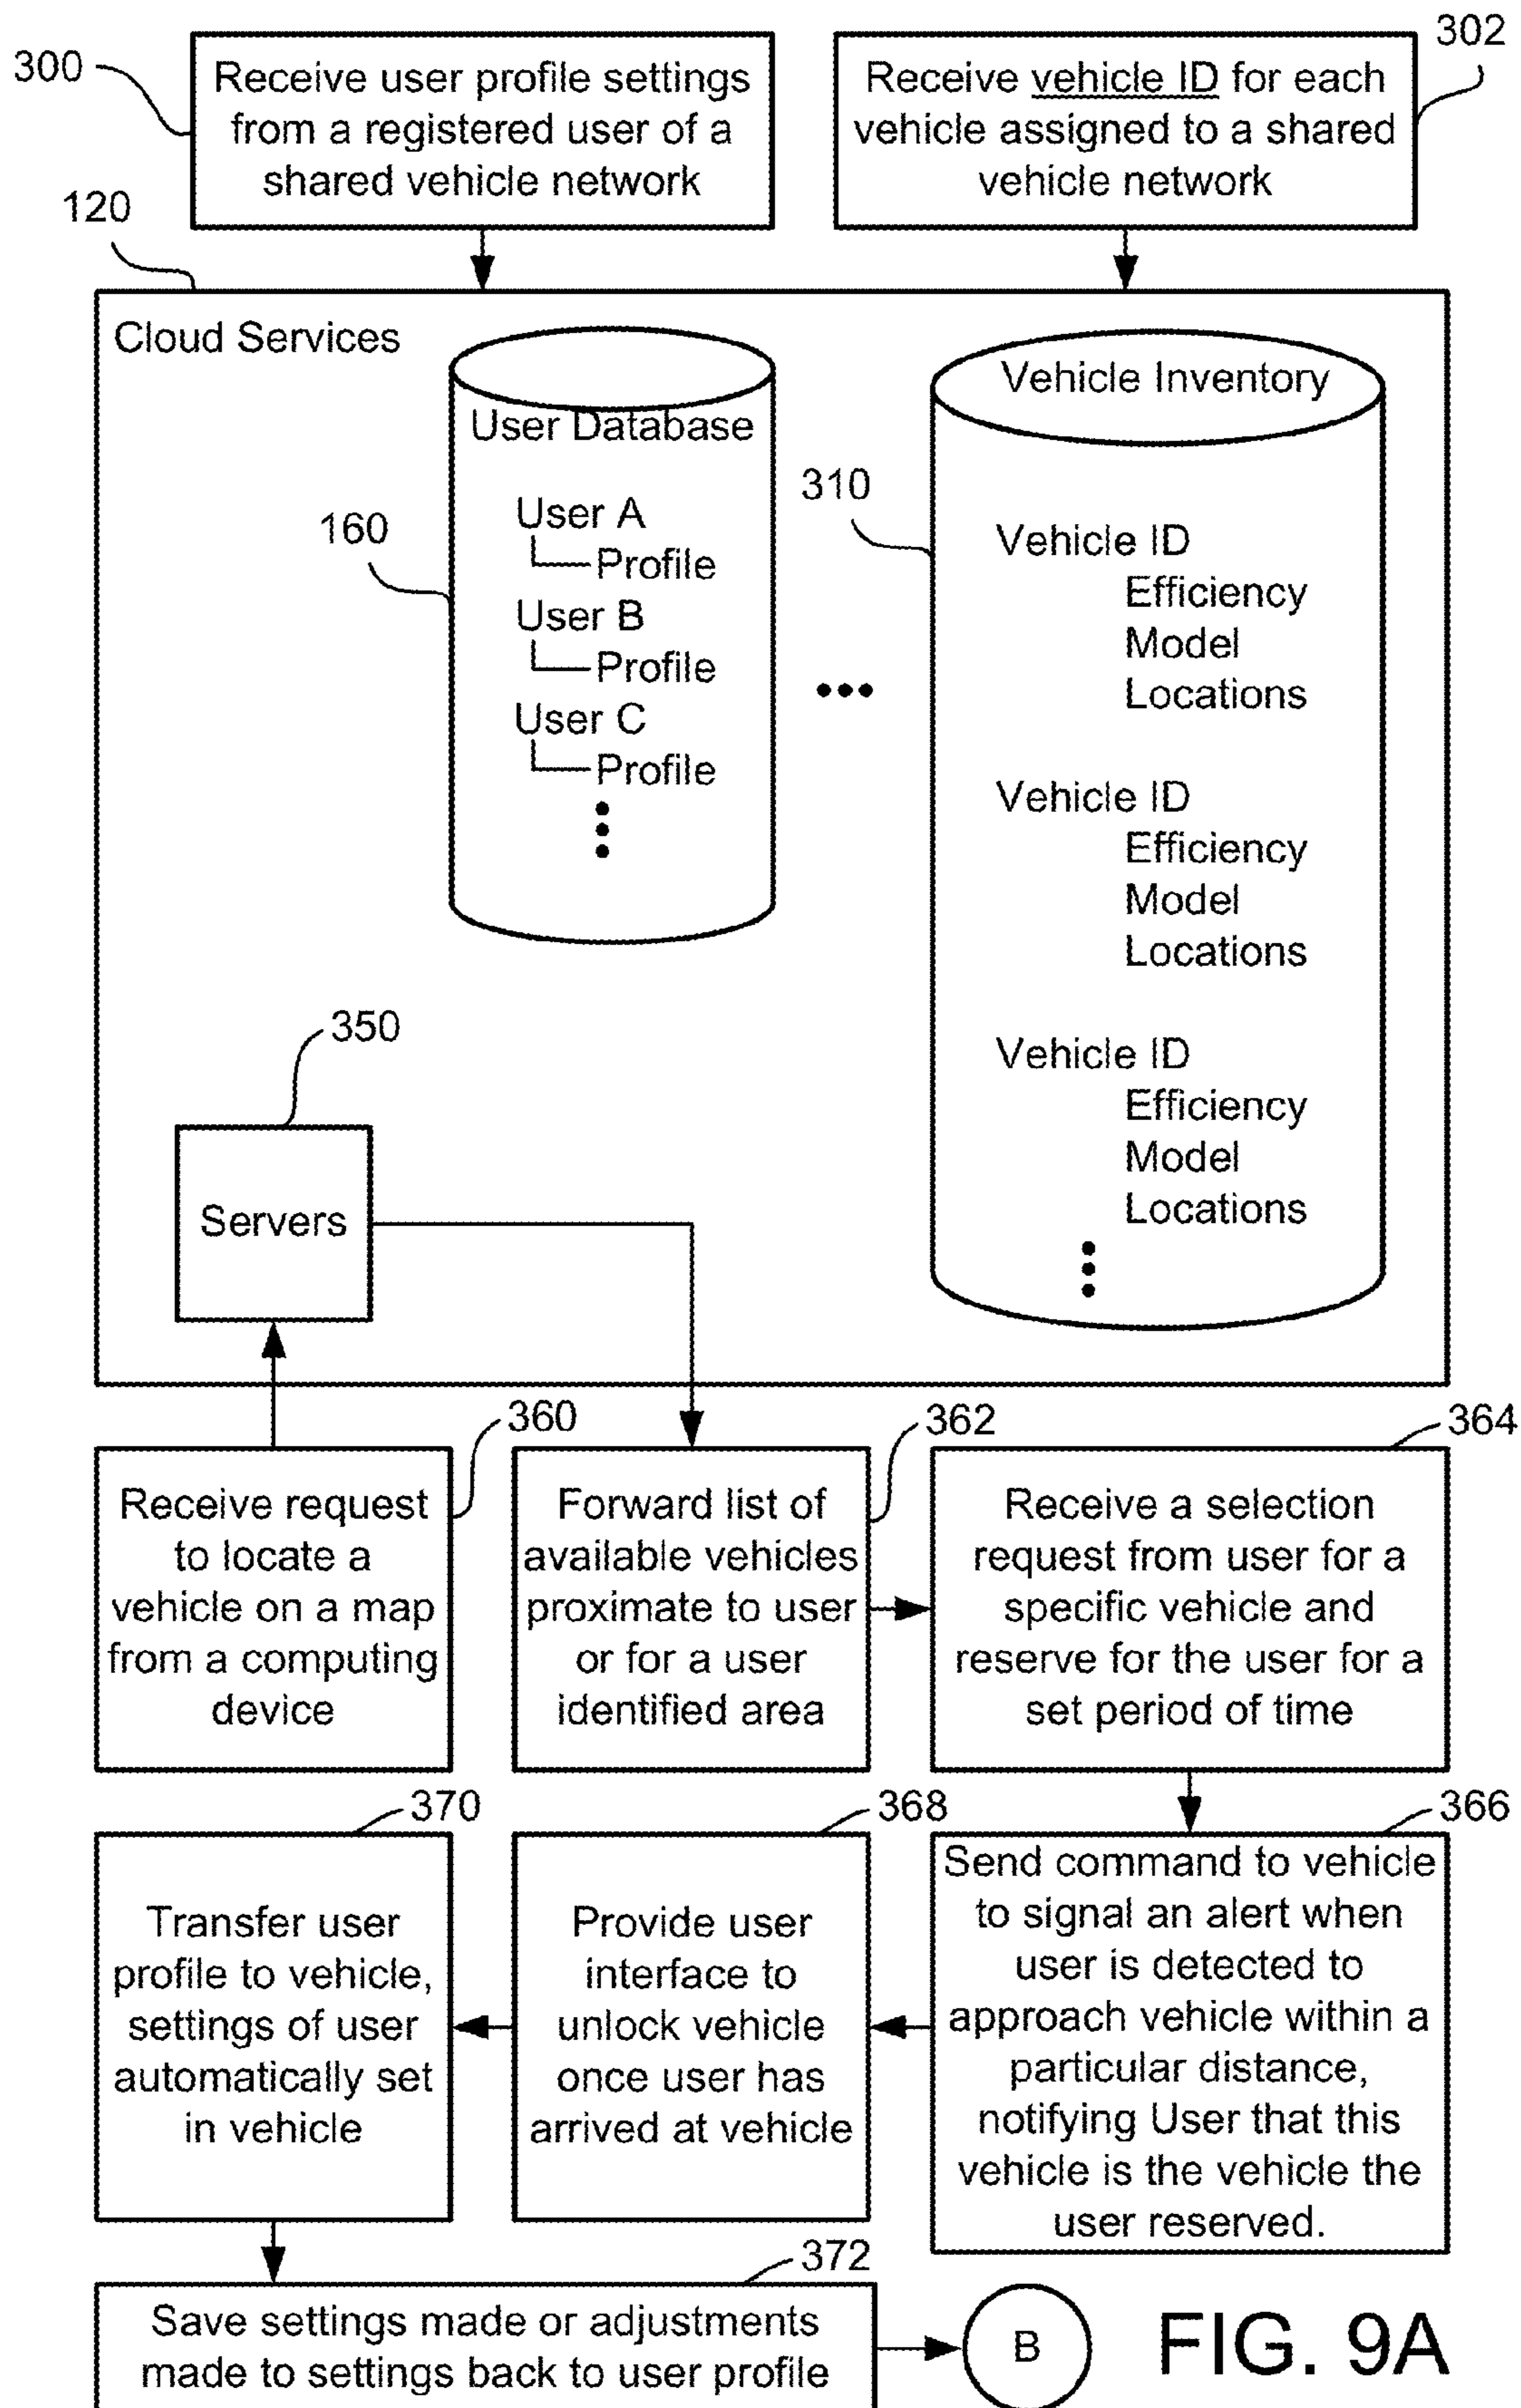 300
Receive user profile settings
from a registered user of a
shared vehicle network
302
Receive vehicle ID for each
vehicle assigned to a shared
vehicle network
120
Cloud Services
User Database
160
User A
Profile
User B
Profile
User C
Profile
Vehicle Inventory
310
Vehicle ID
Efficiency
Model
Locations
Vehicle ID
Efficiency
Model
Locations
Vehicle ID
Efficiency
Model
Locations
350
Servers
360
Receive request
to locate a
vehicle on a map
from a computing
device
362
Forward list of
available vehicles
proximate to user
or for a user
identified area
364
Receive a selection
request from user for a
specific vehicle and
reserve for the user for a
set period of time
366
Send command to vehicle
to signal an alert when
user is detected to
approach vehicle within a
particular distance,
notifying User that this
vehicle is the vehicle the
user reserved.
368
Provide user
interface to
unlock vehicle
once user has
arrived at vehicle
370
Transfer user
profile to vehicle,
settings of user
automatically set
in vehicle
372
Save settings made or adjustments
made to settings back to user profile
B
FIG. 9A